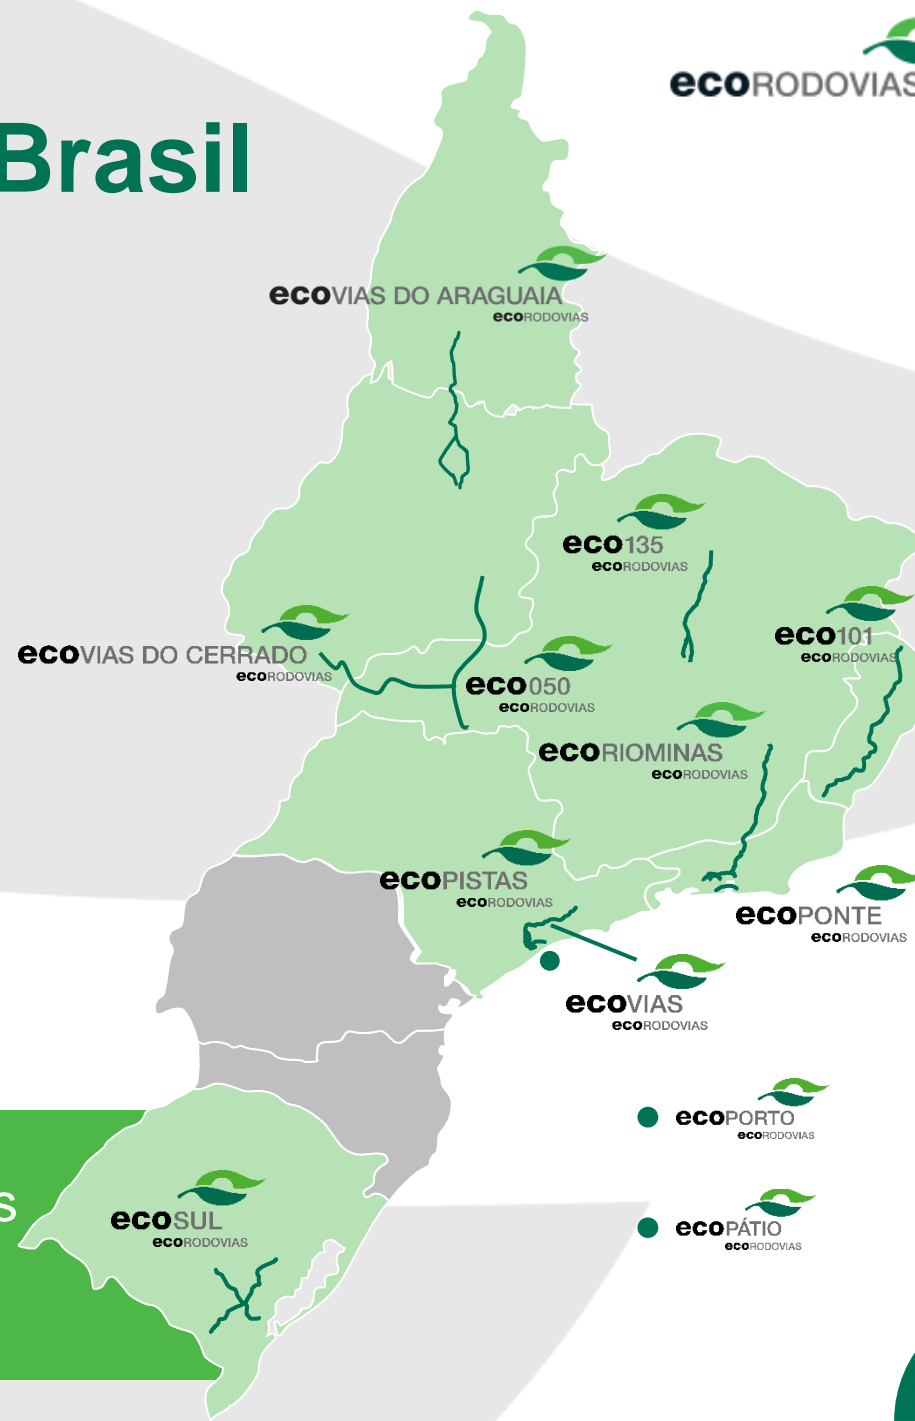 ecoRODOVIAS
Brasil
ecoVIAS DO ARAGUAIA
ecoRODOVIAS
eco135
ecoRODOVIAS
eco101
ecoRODOVIAS
ecoVIAS DO CERRADO
ecoRODOVIAS
eco050
ecoRODOVIAS
ecoRIOMINAS
ecoRODOVIAS
ecoPISTAS
ecoRODOVIAS
ecoPONTE
ecoRODOVIAS
ecoVIAS
ecoRODOVIAS
ecoPORTO
ecoRODOVIAS
s
ecoSUL
ecoRODOVIAS
ecoPÁTIO
ecoRODOVIAS